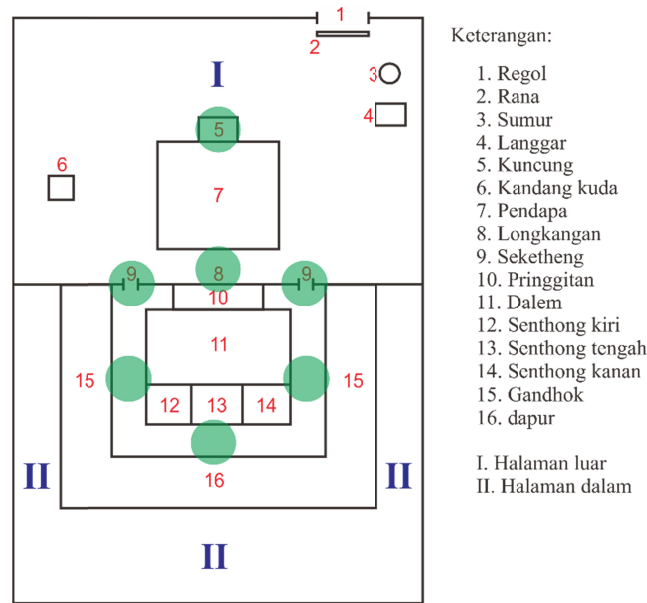 1
2
I
3
4
5
6
7
9
8
9
10
11
15
15
12
13
14
16
II
II
II
Keterangan:
1. Regol
2. Rana
3. Sumur
4. Langgar
5. Kuncung
6. Kandang kuda
7. Pendapa
8. Longkangan
9. Seketheng
10. Pringgitan
11. Dalem
12. Senthong kiri
13. Senthong tengah
14. Senthong kanan
15. Gandhok
16. dapur
I. Halaman luar
II. Halaman dalam